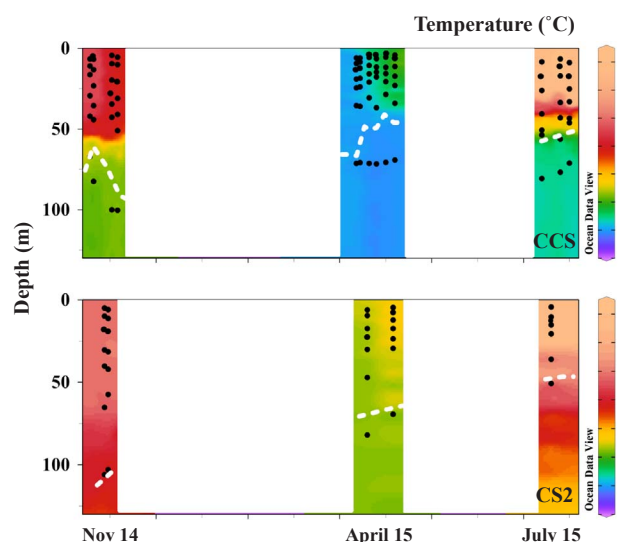 Temperature (˚C)
0
50
100
CCS
Ocean Data View
Depth (m)
0
50
100
CS2
Ocean Data View
Nov 14
April 15
July 15